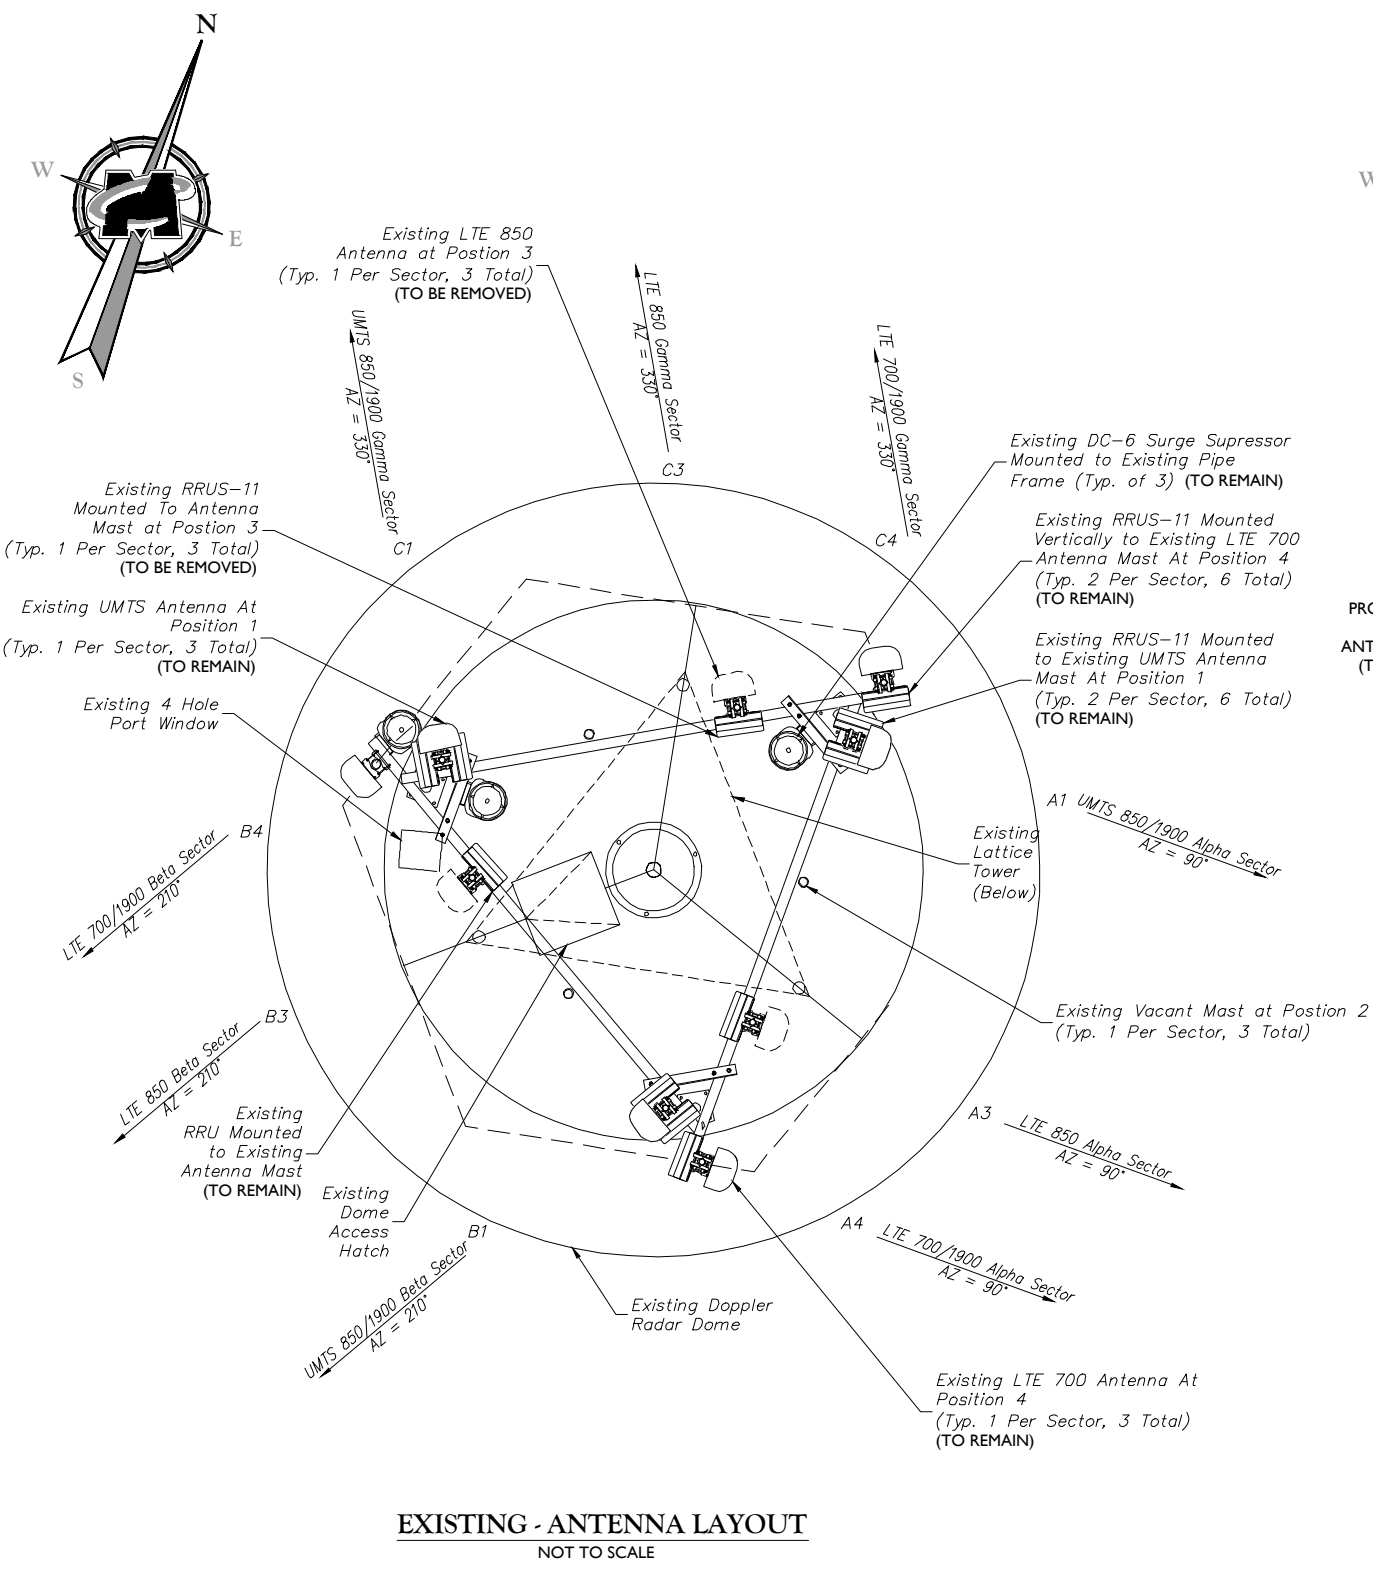 N
W
E
S
W
Existing LTE 850
Antenna at Postion 3
(Typ. 1 Per Sector, 3 Total)
(TO BE REMOVED)
UMTS 850/1900 Gamma Sector
AZ = 330°
LTE 850 Gamma Sector
AZ = 330°
LTE 700/1900 Gamma Sector
AZ = 330°
C1
C3
C4
Existing DC-6 Surge Supressor
Mounted to Existing Pipe
Frame (Typ. of 3) (TO REMAIN)
Existing RRUS-11
Mounted To Antenna
Mast at Postion 3
(Typ. 1 Per Sector, 3 Total)
(TO BE REMOVED)
Existing RRUS-11 Mounted
Vertically to Existing LTE 700
Antenna Mast At Position 4
(Typ. 2 Per Sector, 6 Total)
(TO REMAIN)
Existing UMTS Antenna At
Position 1
(Typ. 1 Per Sector, 3 Total)
(TO REMAIN)
Existing RRUS-11 Mounted
to Existing UMTS Antenna
Mast At Position 1
(Typ. 2 Per Sector, 6 Total)
(TO REMAIN)
Existing 4 Hole
Port Window
A1
UMTS 850/1900 Alpha Sector
AZ = 90°
B4
LTE 700/1900 Beta Sector
AZ = 210°
Existing
Lattice
Tower
(Below)
Existing Vacant Mast at Postion 2
(Typ. 1 Per Sector, 3 Total)
B3
LTE 850 Beta Sector
AZ = 210°
A3
LTE 850 Alpha Sector
AZ = 90°
Existing
RRU Mounted
to Existing
Antenna Mast
(TO REMAIN)
Existing
Dome
Access
Hatch
B1
UMTS 850/1900 Beta Sector
AZ = 210°
A4
LTE 700/1900 Alpha Sector
AZ = 90°
Existing Doppler
Radar Dome
Existing LTE 700 Antenna At
Position 4
(Typ. 1 Per Sector, 3 Total)
(TO REMAIN)
EXISTING - ANTENNA LAYOUT
NOT TO SCALE